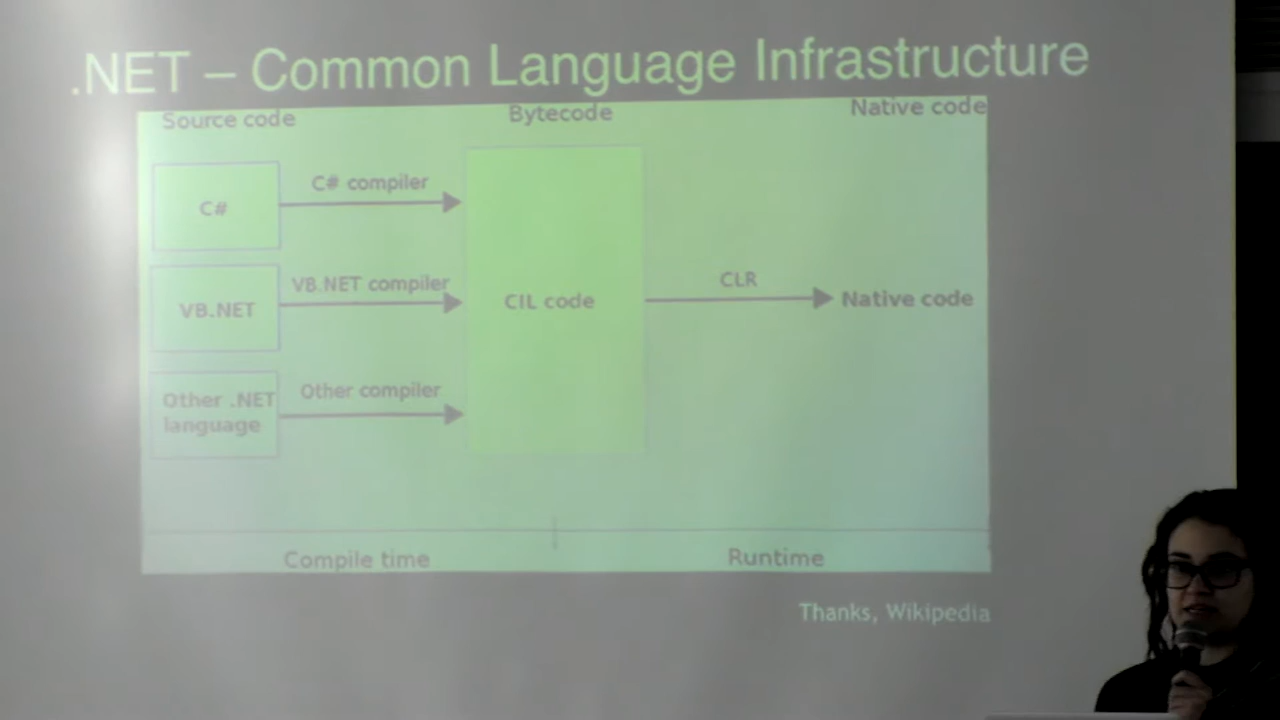 .NET – Common Language Infrastructure
Source code
Bytecode
Native code
C#
C# compiler
VB.NET
VB.NET compiler
CIL code
CLR
Native code
Other .NET
language
Other compiler
Compile time
Runtime
Thanks, Wikipedia